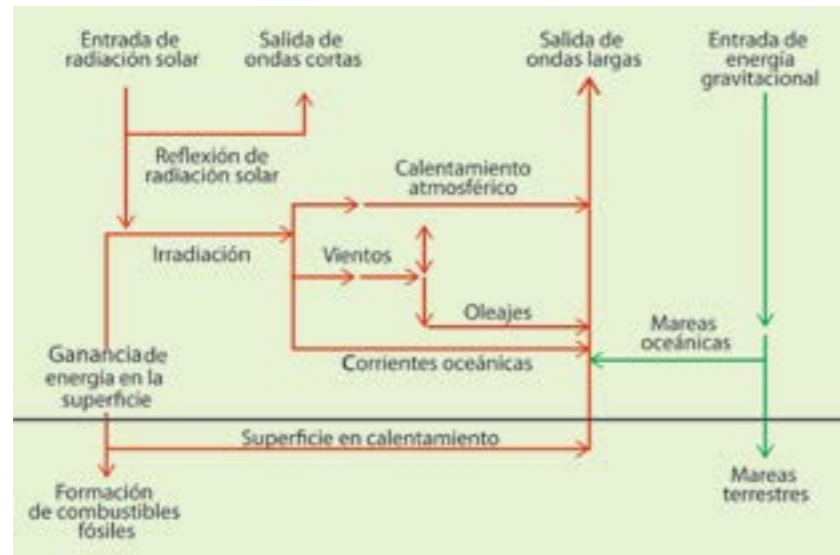 Entrada de
radiación solar
Salida de
ondas cortas
Salida de
ondas largas
Entrada de
energía
gravitacional
Reflexión de
radiación solar
Calentamiento
atmosférico
Irradiación
Vientos
Oleajes
Mareas
oceánicas
Ganancia de
energía en la
superficie
Corrientes oceánicas
Superficie en calentamiento
Formación
de combustibles
fósiles
Mareas
terrestres